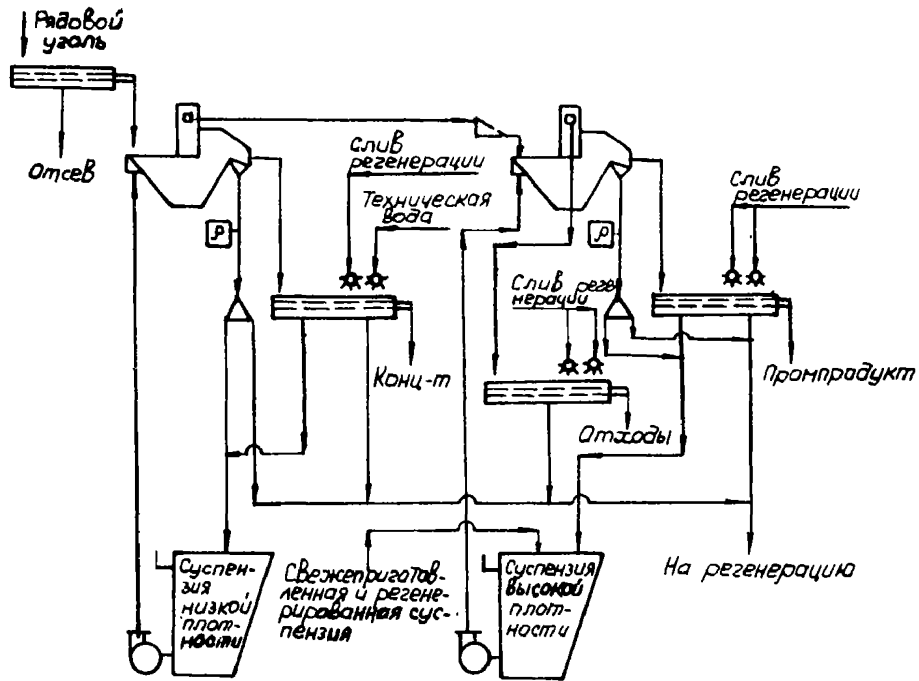 Рядовой
уголь
Отсев
Слив
регенерации
Техническая
вода
ρ
Конц-т
Слив реге
нерации
ρ
Слив
регенерации
Промпродукт
Отходы
На регенерацию
Суспен-
зия
низкой
плот-
ности
Свежепригатав-
ленная и регене-
рированная сус-
пензия
Суспензия
высокой
плот-
ности